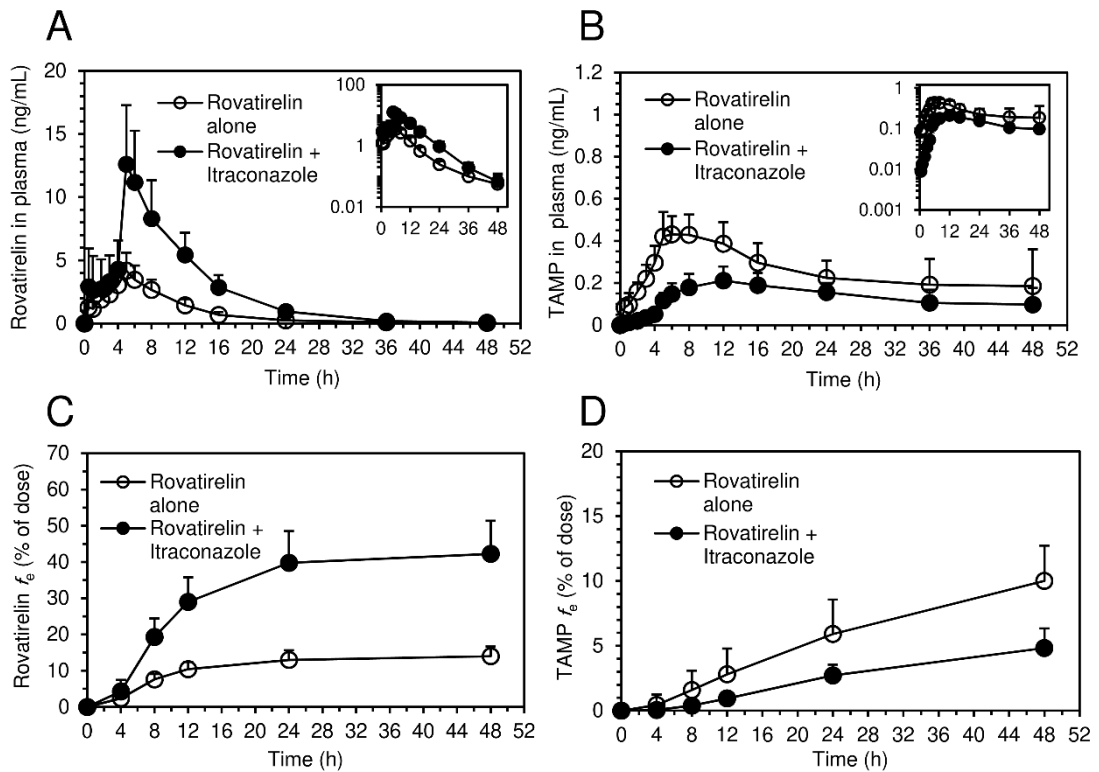 A
Rovatirelin in plasma (ng/mL)
20
15
10
5
0
0 4 8 12 16 20 24 28 32 36 40 44 48 52
Time (h)
Rovatirelin
alone
Rovatirelin +
Itraconazole
100
1
0.01
0 12 24 36 48
B
TAMP in plasma (ng/mL)
1.2
1
0.8
0.6
0.4
0.2
0
0 4 8 12 16 20 24 28 32 36 40 44 48 52
Time (h)
Rovatirelin
alone
Rovatirelin +
Itraconazole
1
0.1
0.01
0.001
0 12 24 36 48
C
Rovatirelin fe (% of dose)
70
60
50
40
30
20
10
0
0 4 8 12 16 20 24 28 32 36 40 44 48 52
Time (h)
Rovatirelin
alone
Rovatirelin +
Itraconazole
D
TAMP fe (% of dose)
20
15
10
5
0
0 4 8 12 16 20 24 28 32 36 40 44 48 52
Time (h)
Rovatirelin
alone
Rovatirelin +
Itraconazole